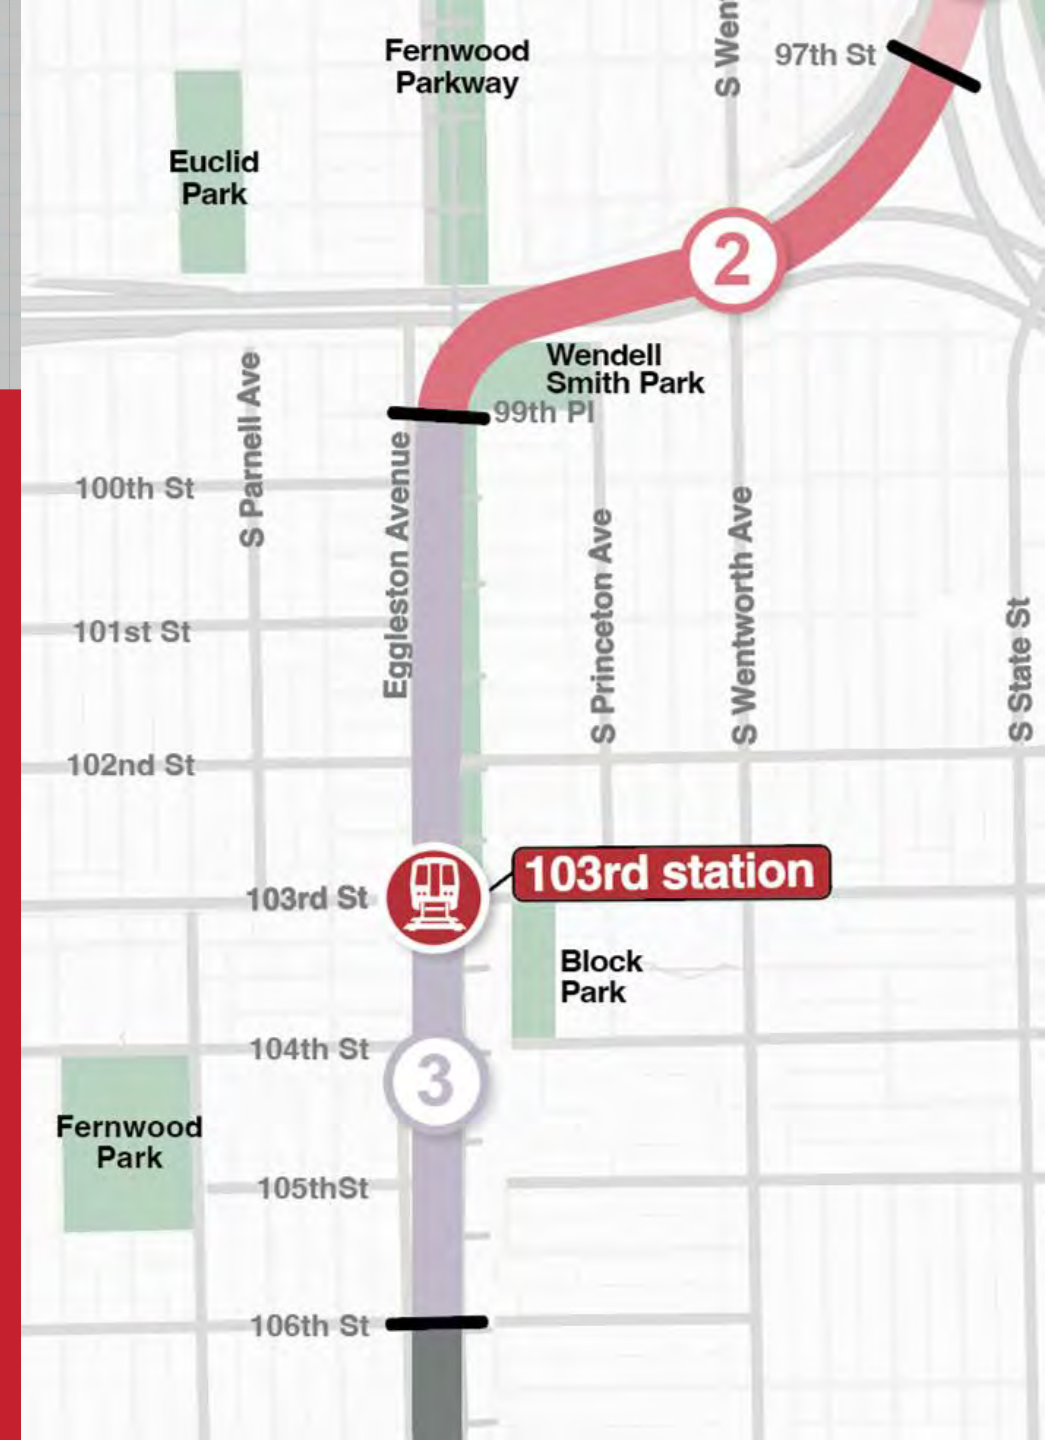 Fernwood
Parkway
S Wen
97th St
Euclid
Park
2
Wendell
Smith Park
99th Pl
S Parnell Ave
Eggleston Avenue
100th St
S Princeton Ave
S Wentworth Ave
S State St
101st St
102nd St
103rd St
103rd station
Block
Park
104th St
3
Fernwood
Park
105thSt
106th St